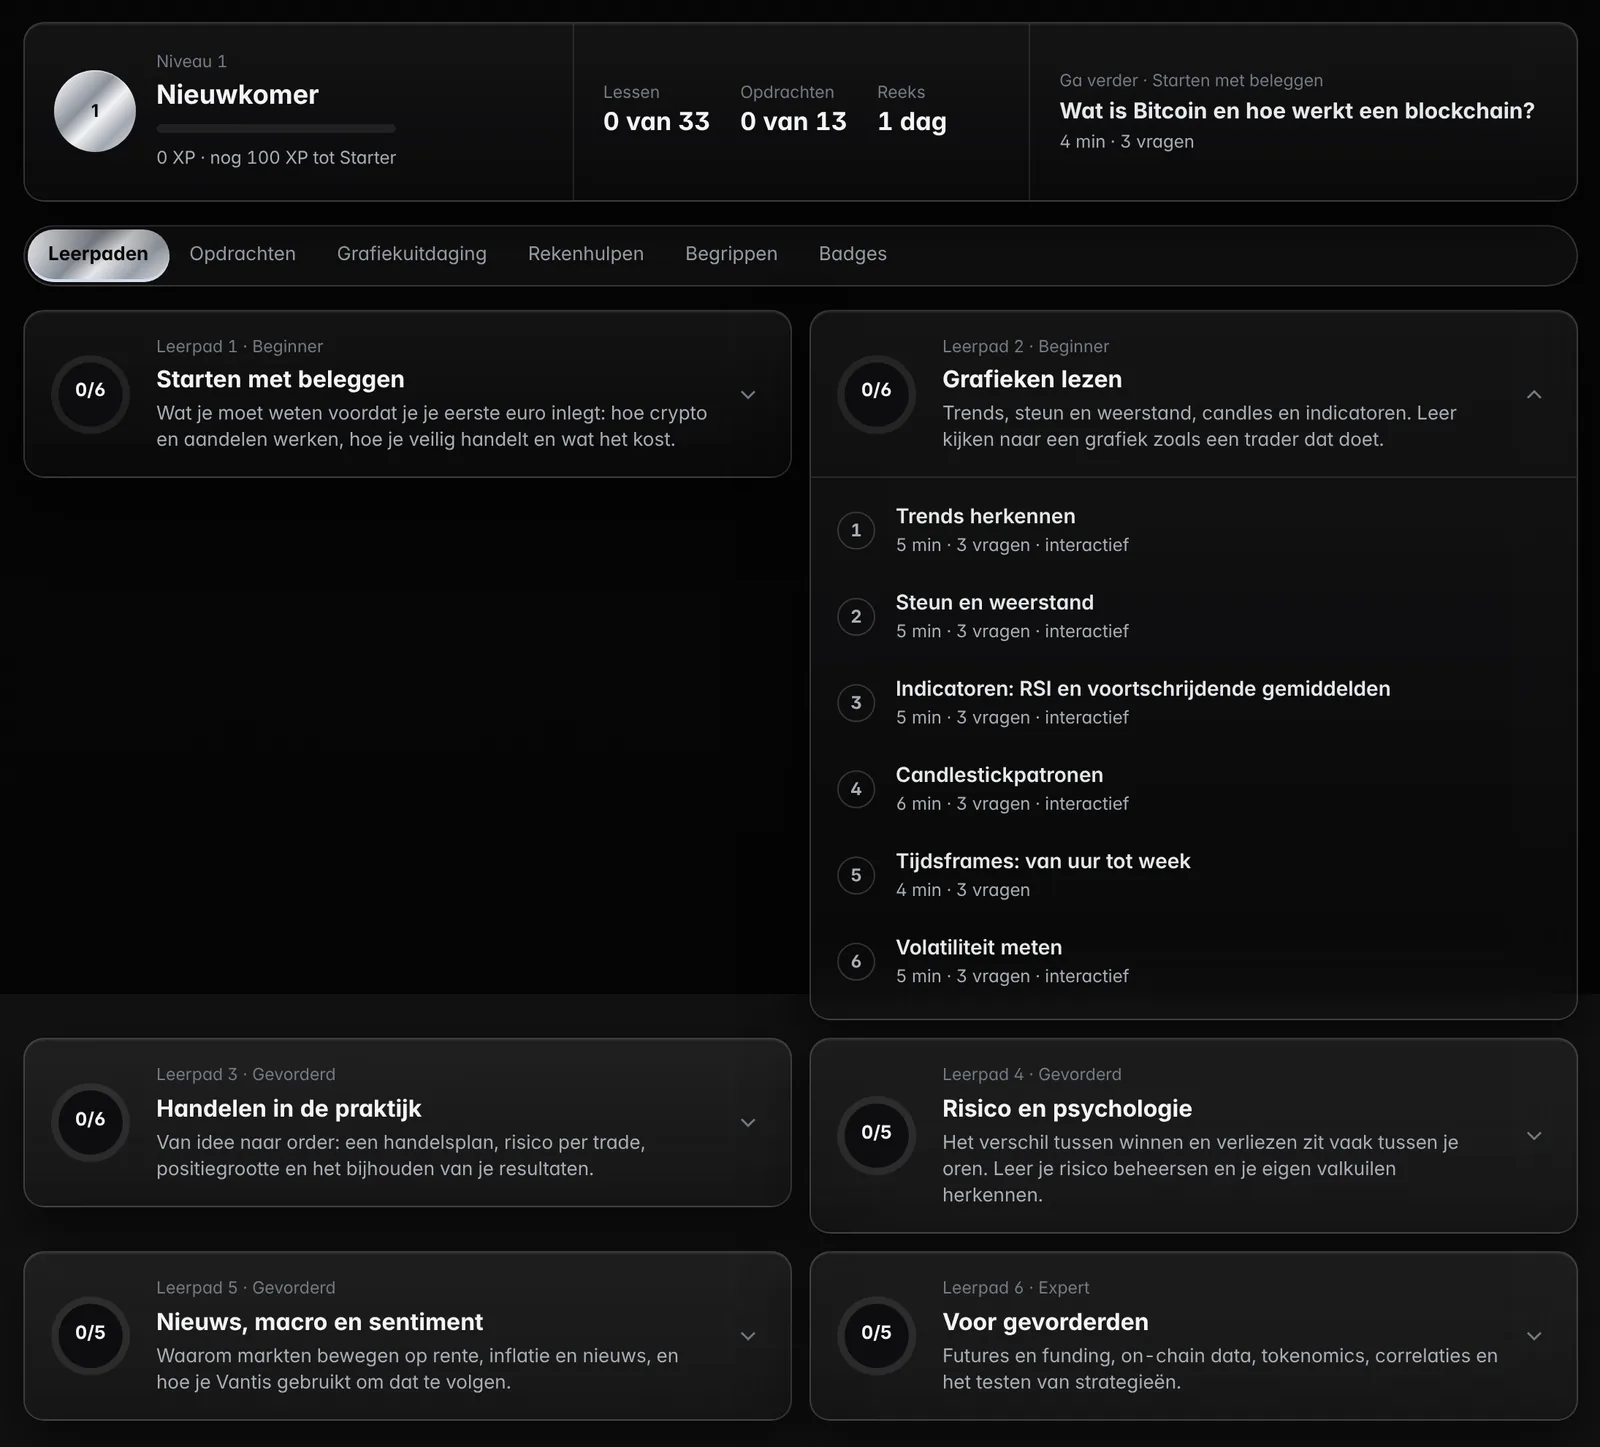 1
Niveau 1
Nieuwkomer
0 XP · nog 100 XP tot Starter
Lessen
0 van 33
Opdrachten
0 van 13
Reeks
1 dag
Ga verder · Starten met beleggen
Wat is Bitcoin en hoe werkt een blockchain?
4 min · 3 vragen
Leerpaden
Opdrachten
Grafiekuitdaging
Rekenhulpen
Begrippen
Badges
0/6
Leerpad 1 · Beginner
Starten met beleggen
Wat je moet weten voordat je je eerste euro inlegt: hoe crypto
en aandelen werken, hoe je veilig handelt en wat het kost.
0/6
Leerpad 2 · Beginner
Grafieken lezen
Trends, steun en weerstand, candles en indicatoren. Leer
kijken naar een grafiek zoals een trader dat doet.
1
Trends herkennen
5 min · 3 vragen · interactief
2
Steun en weerstand
5 min · 3 vragen · interactief
3
Indicatoren: RSI en voortschrijdende gemiddelden
5 min · 3 vragen · interactief
4
Candlestickpatronen
6 min · 3 vragen · interactief
5
Tijdsframes: van uur tot week
4 min · 3 vragen
6
Volatiliteit meten
5 min · 3 vragen · interactief
0/6
Leerpad 3 · Gevorderd
Handelen in de praktijk
Van idee naar order: een handelsplan, risico per trade,
positiegrootte en het bijhouden van je resultaten.
0/5
Leerpad 4 · Gevorderd
Risico en psychologie
Het verschil tussen winnen en verliezen zit vaak tussen je
oren. Leer je risico beheersen en je eigen valkuilen
herkennen.
0/5
Leerpad 5 · Gevorderd
Nieuws, macro en sentiment
Waarom markten bewegen op rente, inflatie en nieuws, en
hoe je Vantis gebruikt om dat te volgen.
0/5
Leerpad 6 · Expert
Voor gevorderden
Futures en funding, on-chain data, tokenomics, correlaties en
het testen van strategieën.